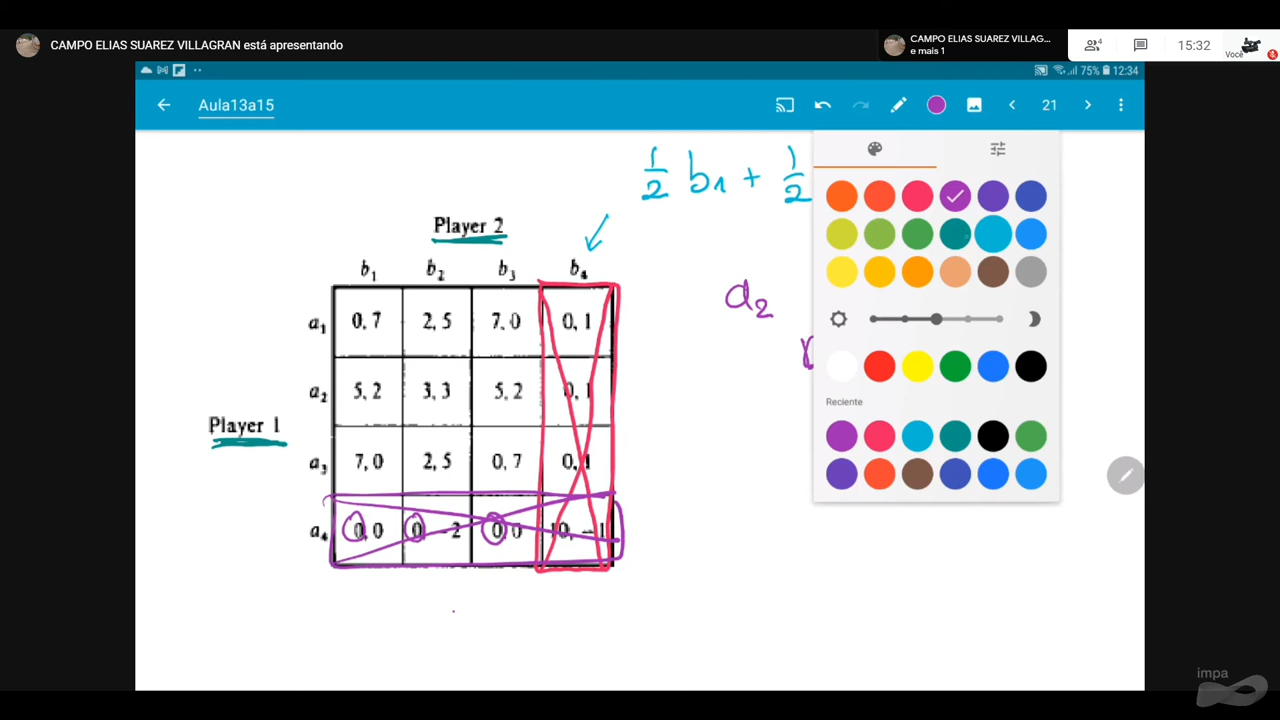 CAMPO ELIAS SUAREZ VILLAGRAN está apresentando
CAMPO ELIAS SUAREZ VILLAG...
e mais 1
4
15:32
Você
75% 12:34
Aula13a15
21
1/2 b1 + 1/2
Player 2
b1 b2 b3 b4
a1 0, 7 2, 5 7, 0 0, 1
a2 5, 2 3, 3 5, 2 0, 1
a3 7, 0 2, 5 0, 7 0, 1
a4 0, 0 0, -2 0, 0 10, -1
Player 1
a2
Reciente
impa